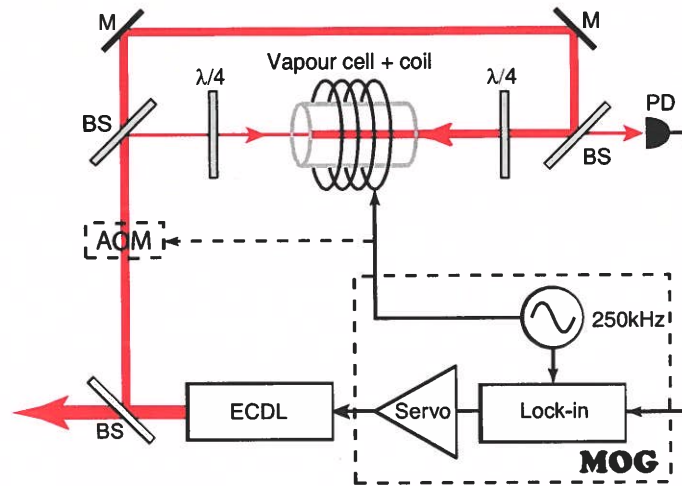 M
M
Vapour cell + coil
λ/4
λ/4
PD
BS
BS
AOM
250kHz
ECDL
Servo
Lock-in
BS
MOG